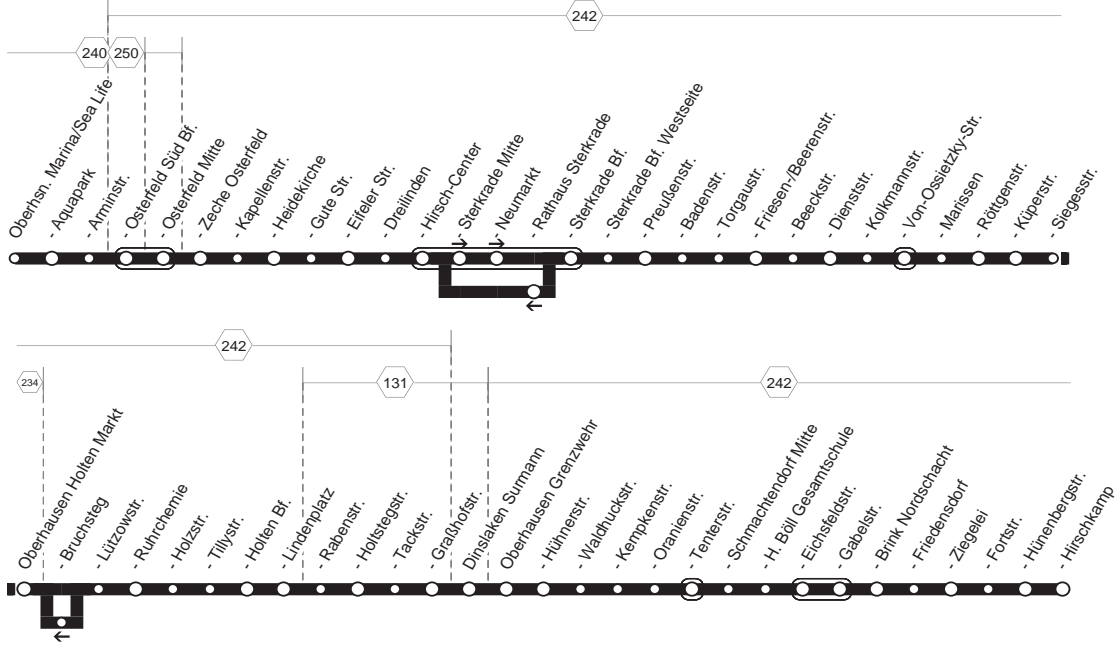 242
240 250
Oberhsn. Marina/Sea Life
- Aquapark
- Arminstr.
- Osterfeld Süd Bf.
- Osterfeld Mitte
- Zeche Osterfeld
- Kapellenstr.
- Heidekirche
- Gute Str.
- Eifeler Str.
- Dreilinden
- Hirsch-Center
- Sterkrade Mitte
- Neumarkt
- Rathaus Sterkrade
- Sterkrade Bf.
- Sterkrade Bf. Westseite
- Preußenstr.
- Badenstr.
- Torgaustr.
- Friesen-/Beerenstr.
- Beeckstr.
- Dienststr.
- Kolkmannstr.
- Von-Ossietzky-Str.
- Marissen
- Röttgenstr.
- Küperstr.
- Siegesstr.
242
234
131
242
Oberhausen Holten Markt
- Bruchsteg
- Lützowstr.
- Ruhrchemie
- Holzstr.
- Tillystr.
- Holten Bf.
- Lindenplatz
- Rabenstr.
- Holtstegstr.
- Tackstr.
- Graßhofstr.
Dinslaken Surmann
Oberhausen Grenzwehr
- Hühnerstr.
- Waldhuckstr.
- Kempkenstr.
- Oranienstr.
- Tenterstr.
- Schmachtendorf Mitte
- H. Böll Gesamtschule
- Eichsfeldstr.
- Gabelstr.
- Brink Nordschacht
- Friedensdorf
- Ziegelei
- Fortstr.
- Hünenbergstr.
- Hirschkamp